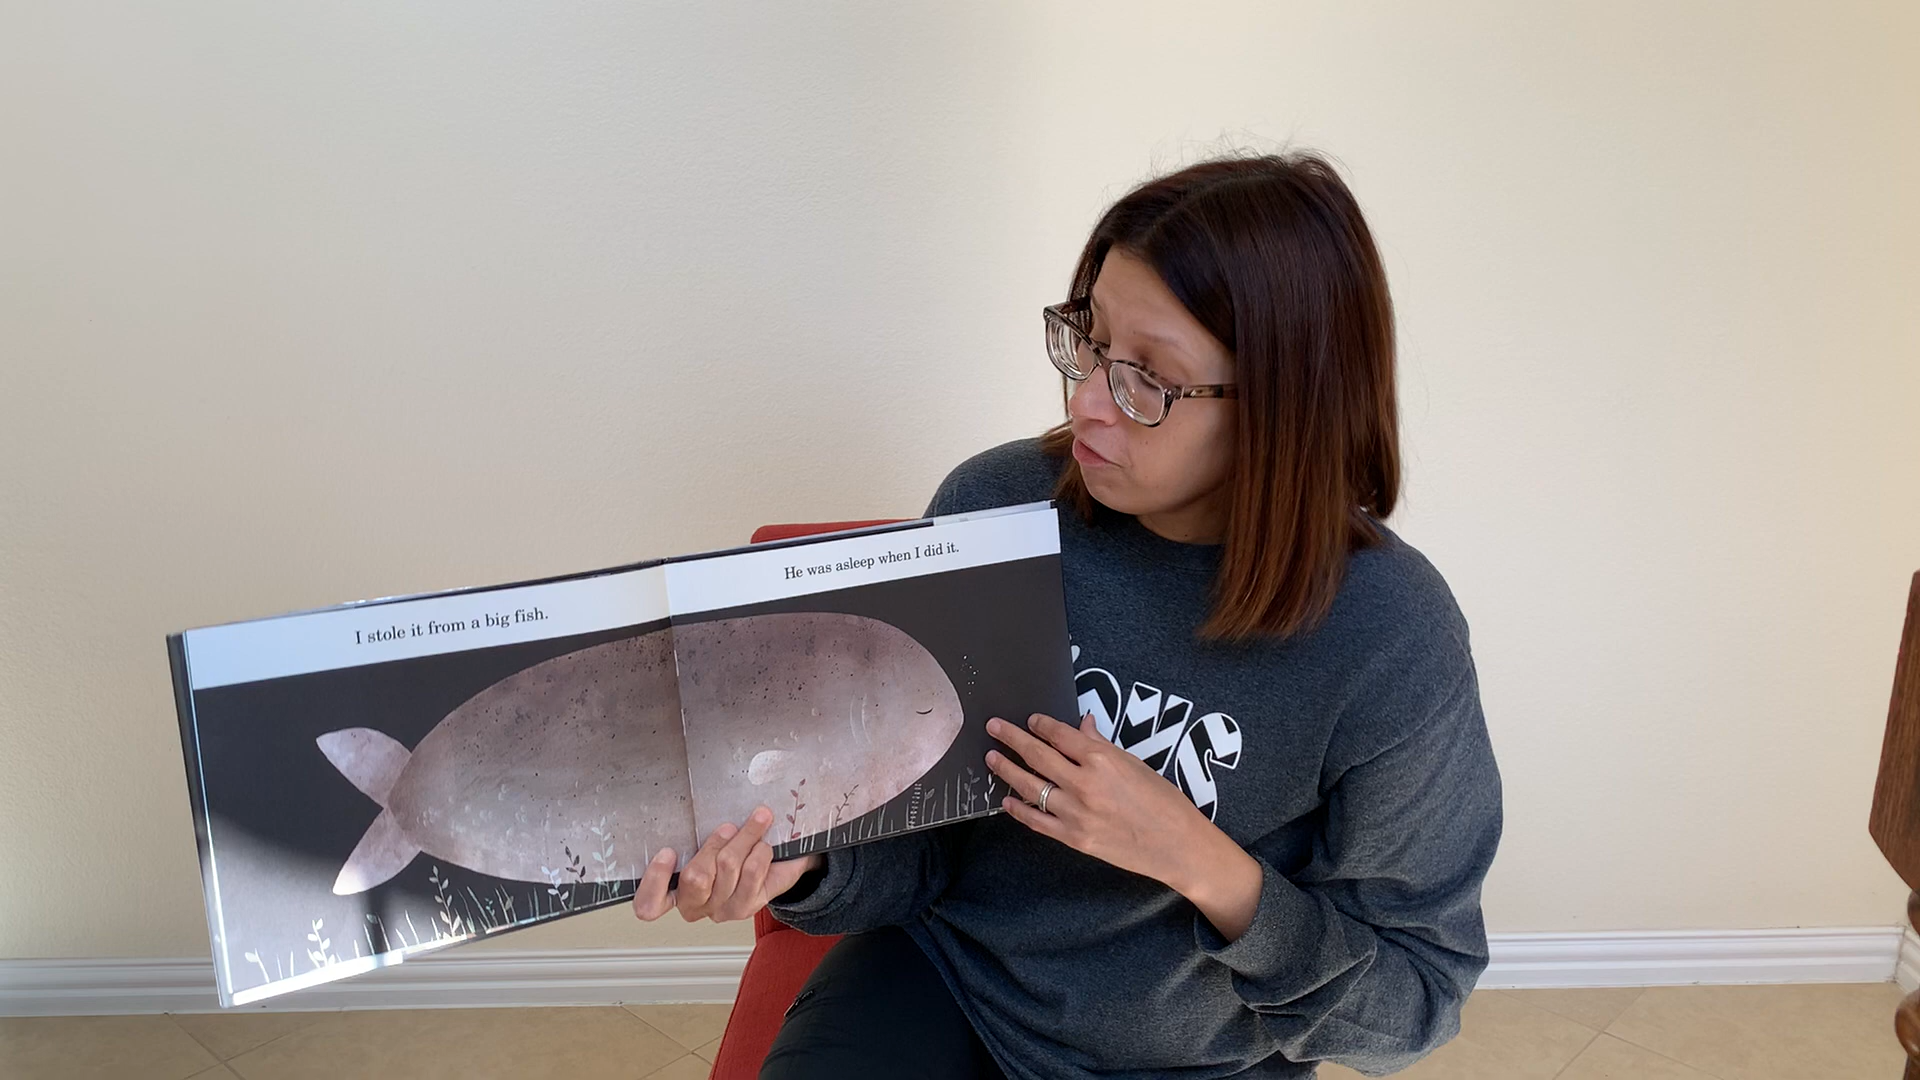 I stole it from a big fish.
He was asleep when I did it.